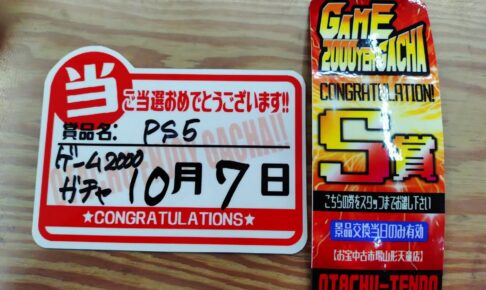 当
ご当選おめでとうございます!!
賞品名: PS5
ゲーム2000
ガチャ 10月7日
★CONGRATULATIONS★
GAME
2000YEN GACHA
CONGRATULATION!
S賞
こちらの券をスタッフまでお渡し下さい
景品交換当日のみ有効
【お宝中古市場山形天童店】
OTACHU-TENDO